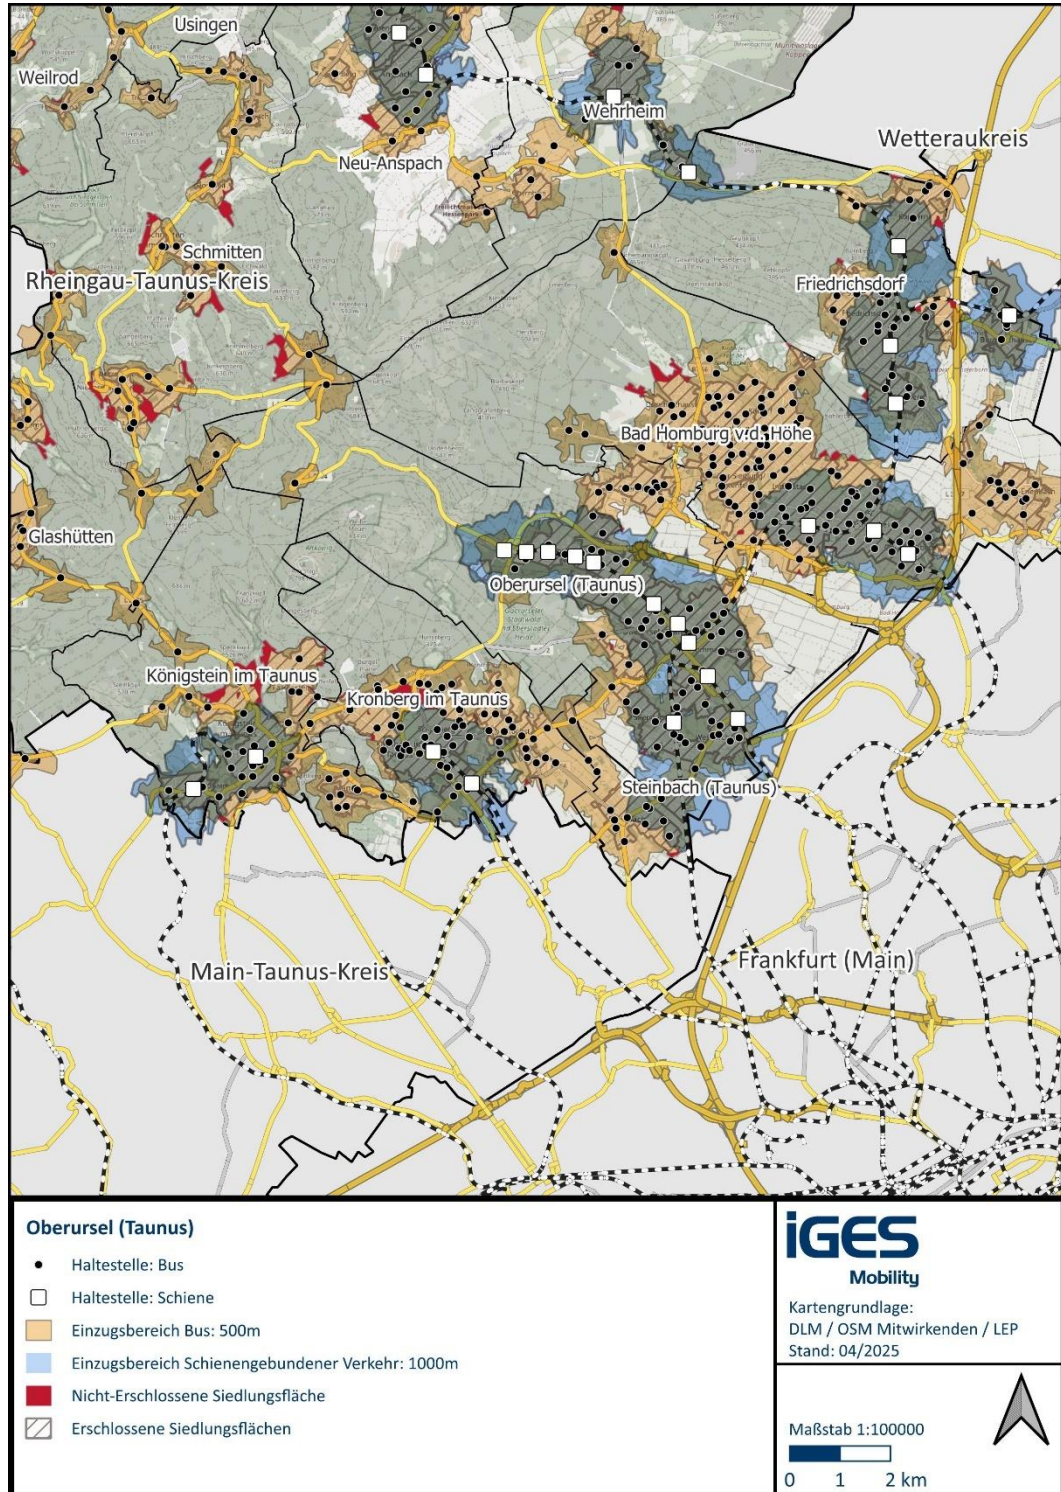 Usingen
Weilrod
Wehrheim
Wetteraukreis
Neu-Anspach
Schmitten
Rheingau-Taunus-Kreis
Friedrichsdorf
Bad Homburg v.d. Höhe
Glashütten
Oberursel (Taunus)
Königstein im Taunus
Kronberg im Taunus
Steinbach (Taunus)
Main-Taunus-Kreis
Frankfurt (Main)
Oberursel (Taunus)
Haltestelle: Bus
Haltestelle: Schiene
Einzugsbereich Bus: 500m
Einzugsbereich Schienengebundener Verkehr: 1000m
Nicht-Erschlossene Siedlungsfläche
Erschlossene Siedlungsflächen
iGES
Mobility
Kartengrundlage:
DLM / OSM Mitwirkenden / LEP
Stand: 04/2025
Maßstab 1:100000
0 1 2 km